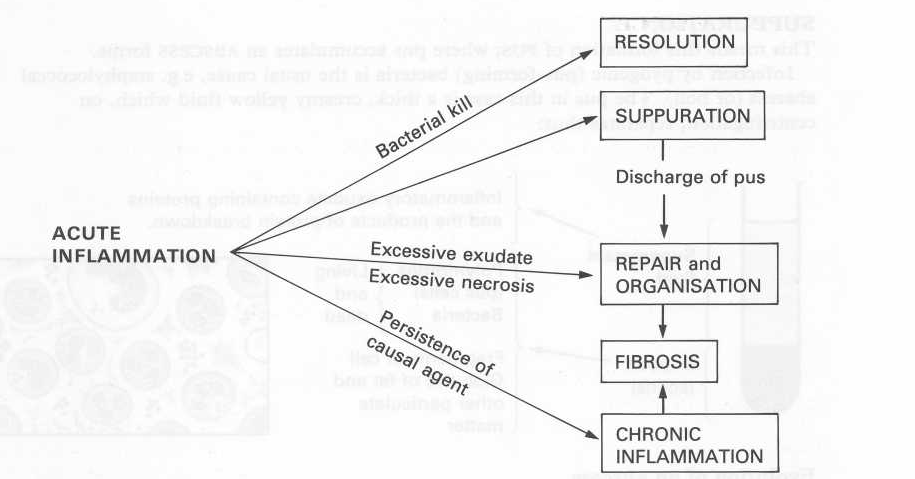 RESOLUTION
Bacterial kill
SUPPURATION
Discharge of pus
ACUTE
INFLAMMATION
Excessive exudate
Excessive necrosis
REPAIR and
ORGANISATION
Persistence of
causal agent
FIBROSIS
CHRONIC
INFLAMMATION